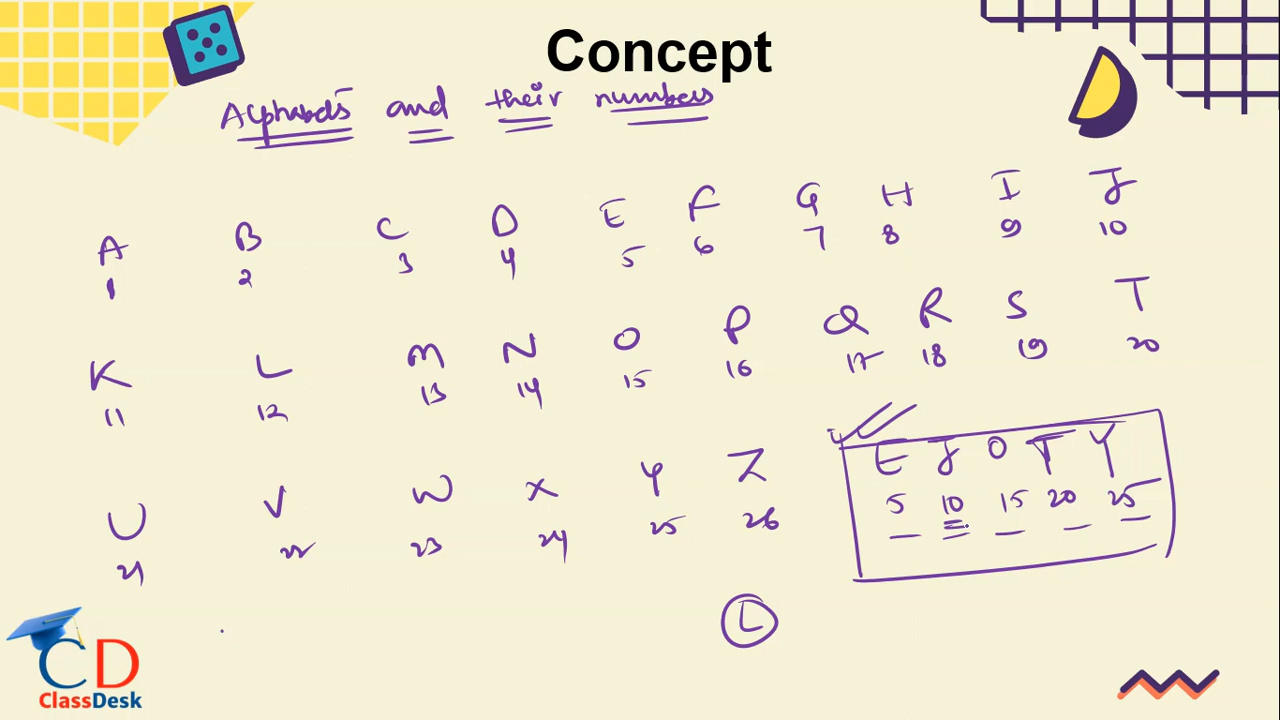 Concept
Alphabets and their numbers
A B C D E F G H I J
1 2 3 4 5 6 7 8 9 10
K L M N O P Q R S T
11 12 13 14 15 16 17 18 19 20
U V W X Y Z
21 22 23 24 25 26
E J O T Y
5 10 15 20 25
L
CD
ClassDesk